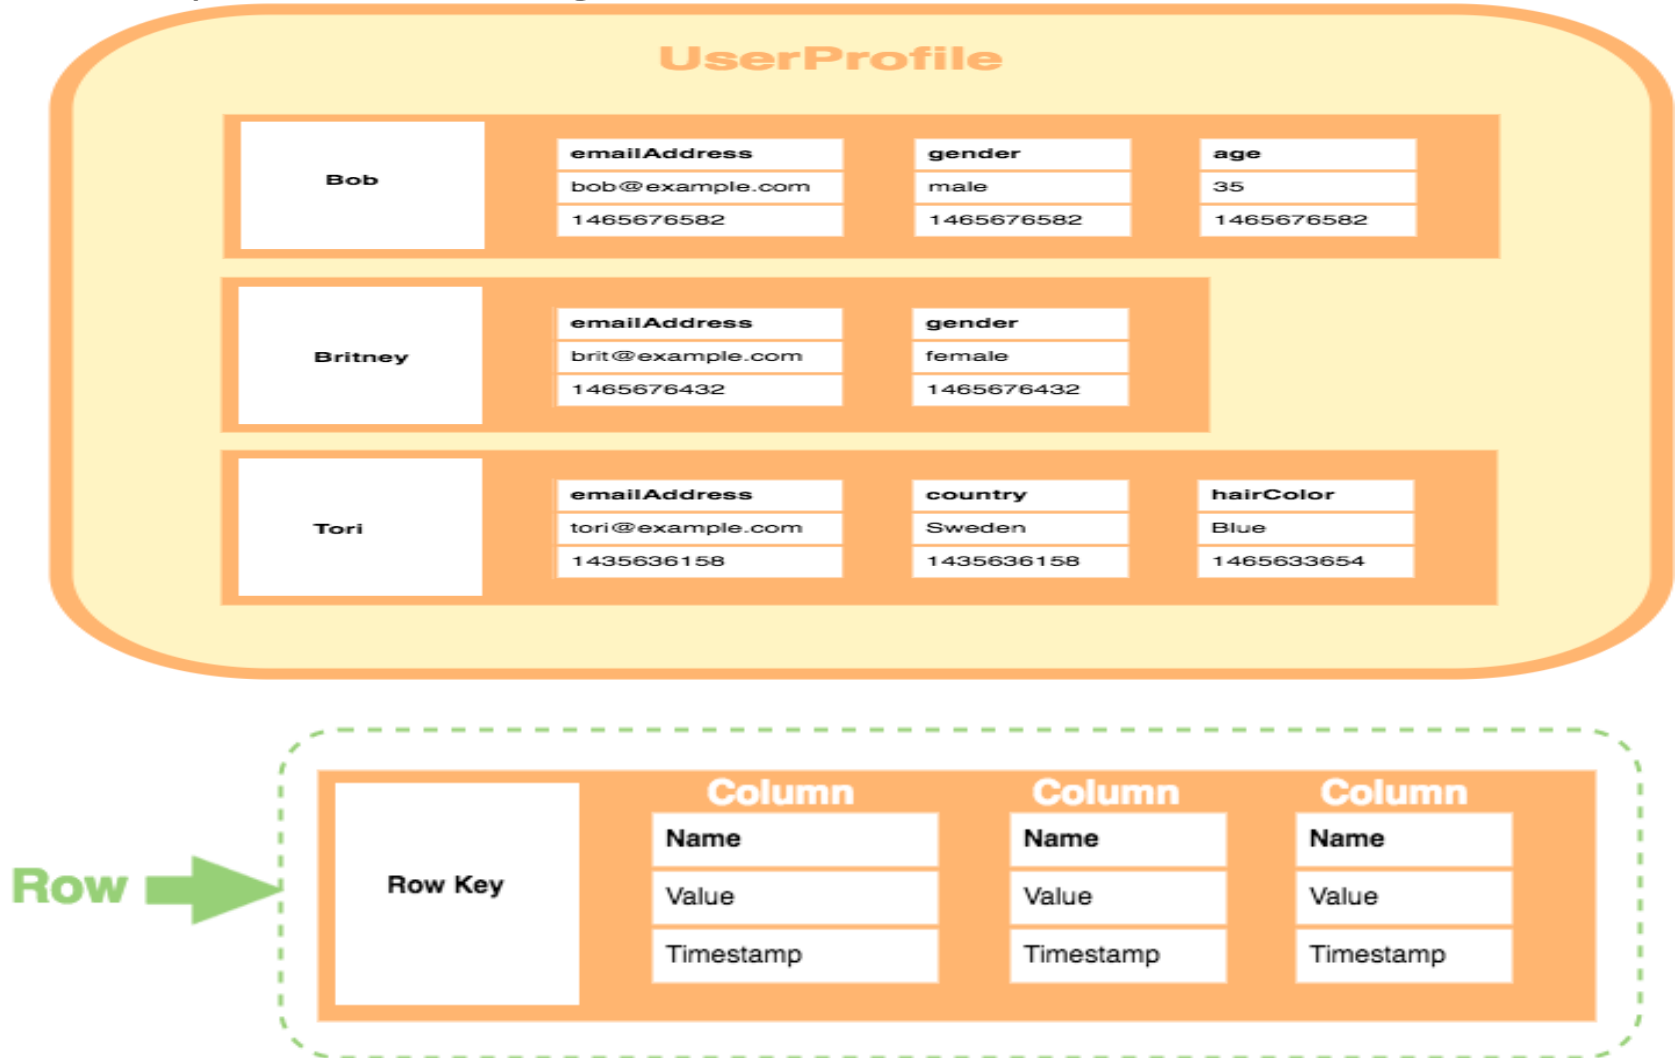 UserProfile
Bob
emailAddress gender age
bob@example.com male 35
1465676582 1465676582 1465676582
Britney
emailAddress gender
brit@example.com female
1465676432 1465676432
Tori
emailAddress country hairColor
tori@example.com Sweden Blue
1435636158 1435636158 1465633654
Row
Row Key
Column Column Column
Name Name Name
Value Value Value
Timestamp Timestamp Timestamp